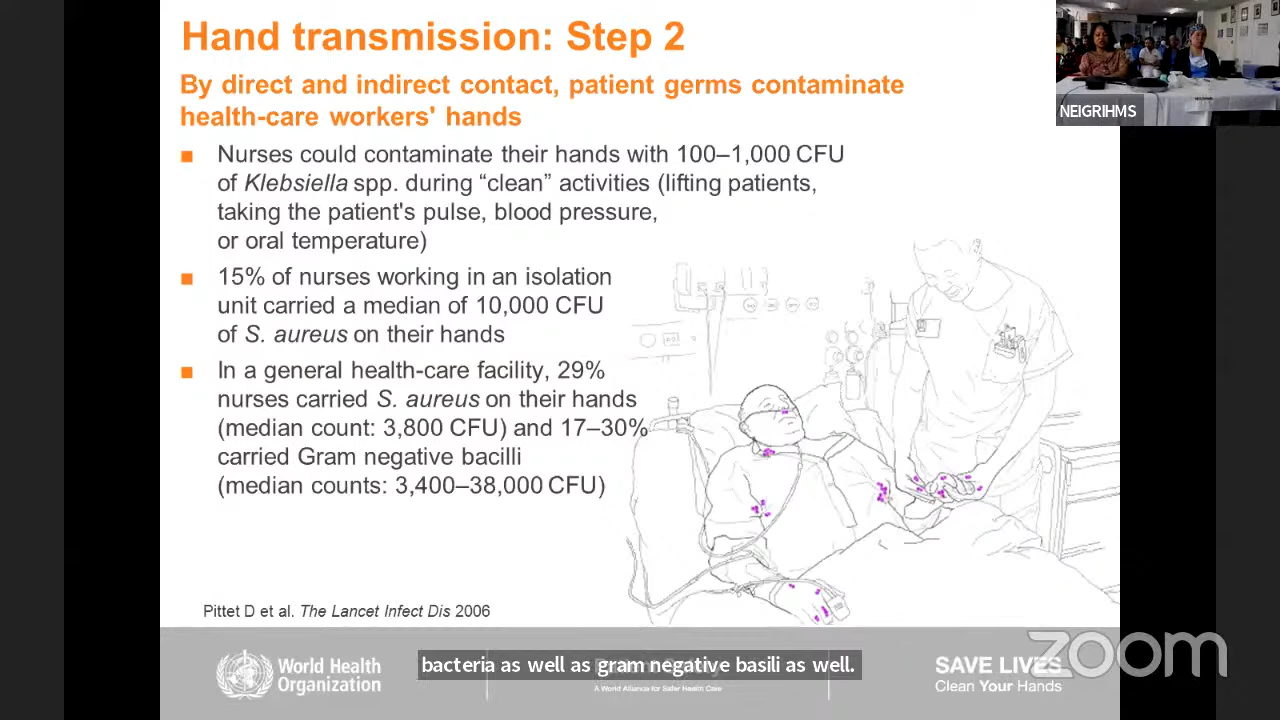 Hand transmission: Step 2
By direct and indirect contact, patient germs contaminate
health-care workers' hands
NEIGRIHMS
Nurses could contaminate their hands with 100–1,000 CFU
of Klebsiella spp. during “clean” activities (lifting patients,
taking the patient's pulse, blood pressure,
or oral temperature)
15% of nurses working in an isolation
unit carried a median of 10,000 CFU
of S. aureus on their hands
In a general health-care facility, 29%
nurses carried S. aureus on their hands
(median count: 3,800 CFU) and 17–30%
carried Gram negative bacilli
(median counts: 3,400–38,000 CFU)
Pittet D et al. The Lancet Infect Dis 2006
World Health
Organization
bacteria as well as gram negative basili as well.
A World Alliance for Safer Health Care
SAVE LIVES
Clean Your Hands
zoom